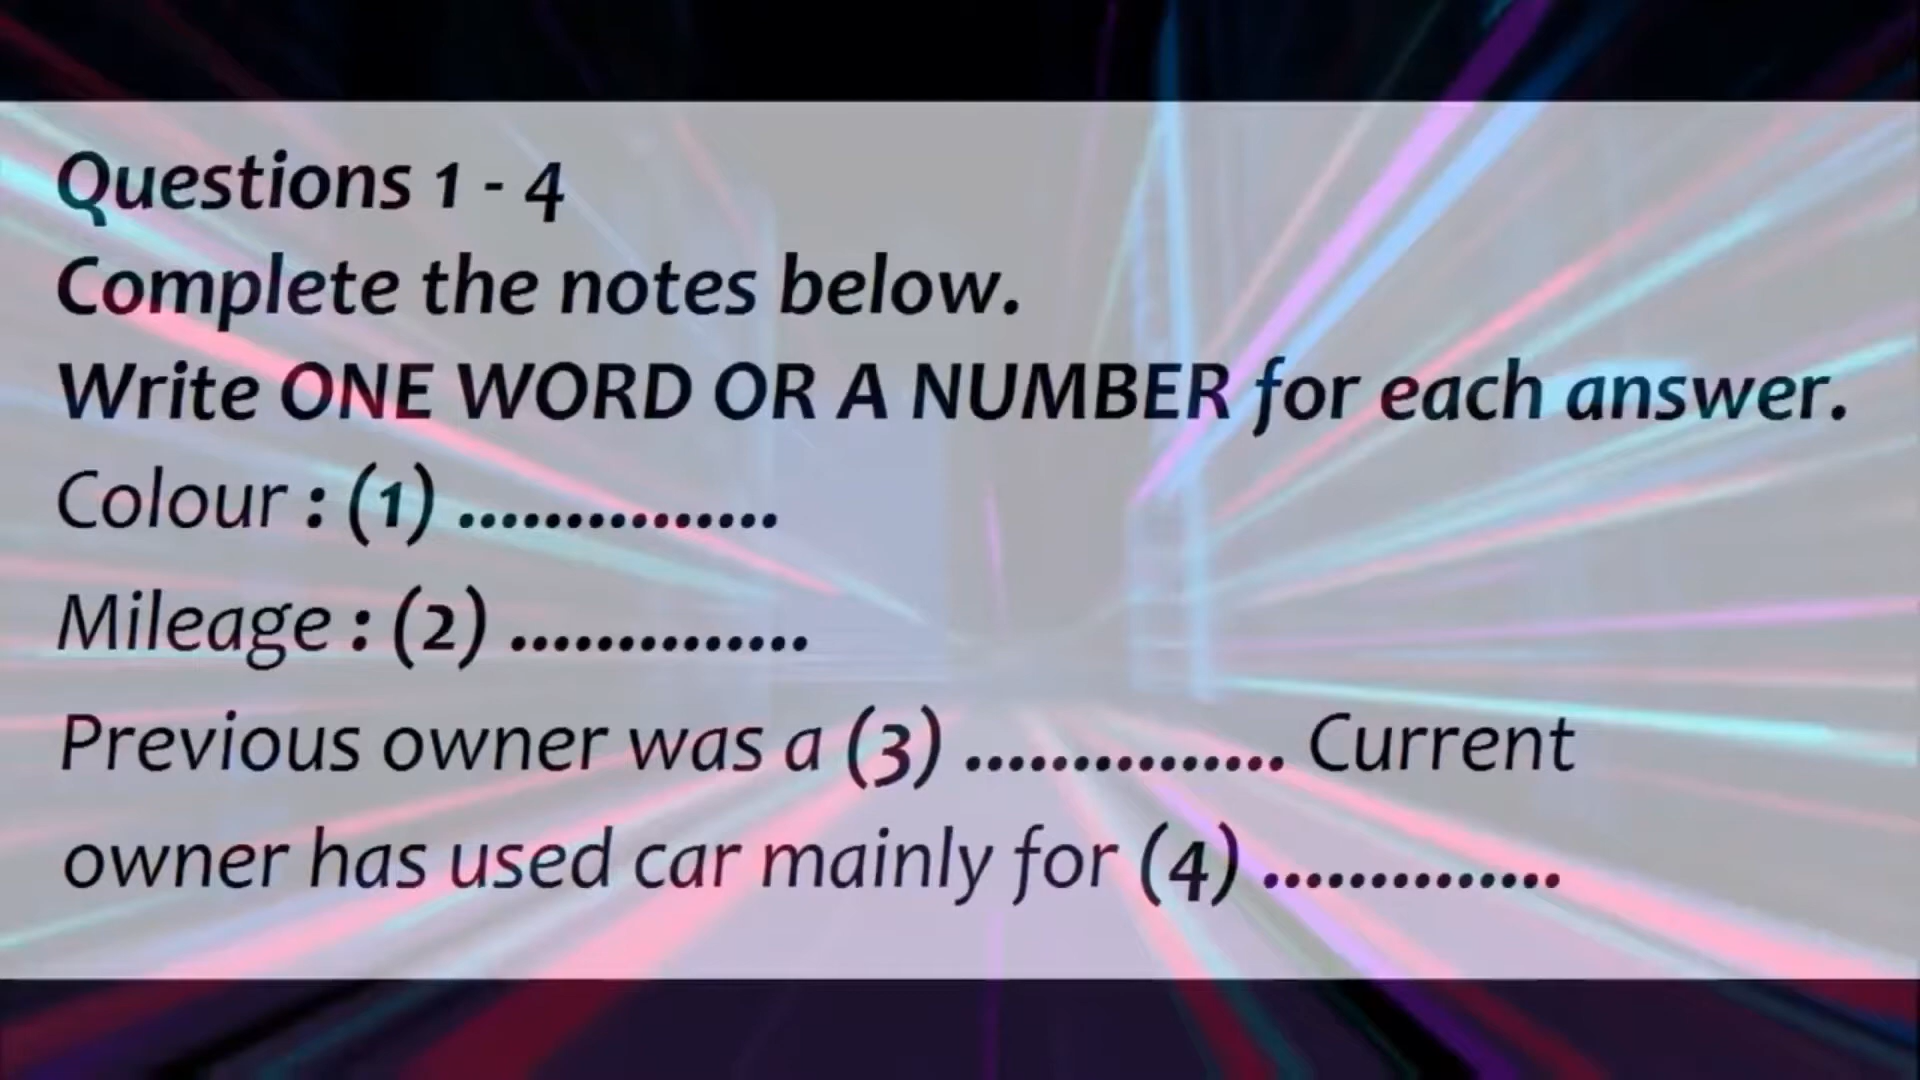 Questions 1 - 4
Complete the notes below.
Write ONE WORD OR A NUMBER for each answer.
Colour : (1) ...............
Mileage : (2) ..............
Previous owner was a (3) ............... Current
owner has used car mainly for (4) ..............